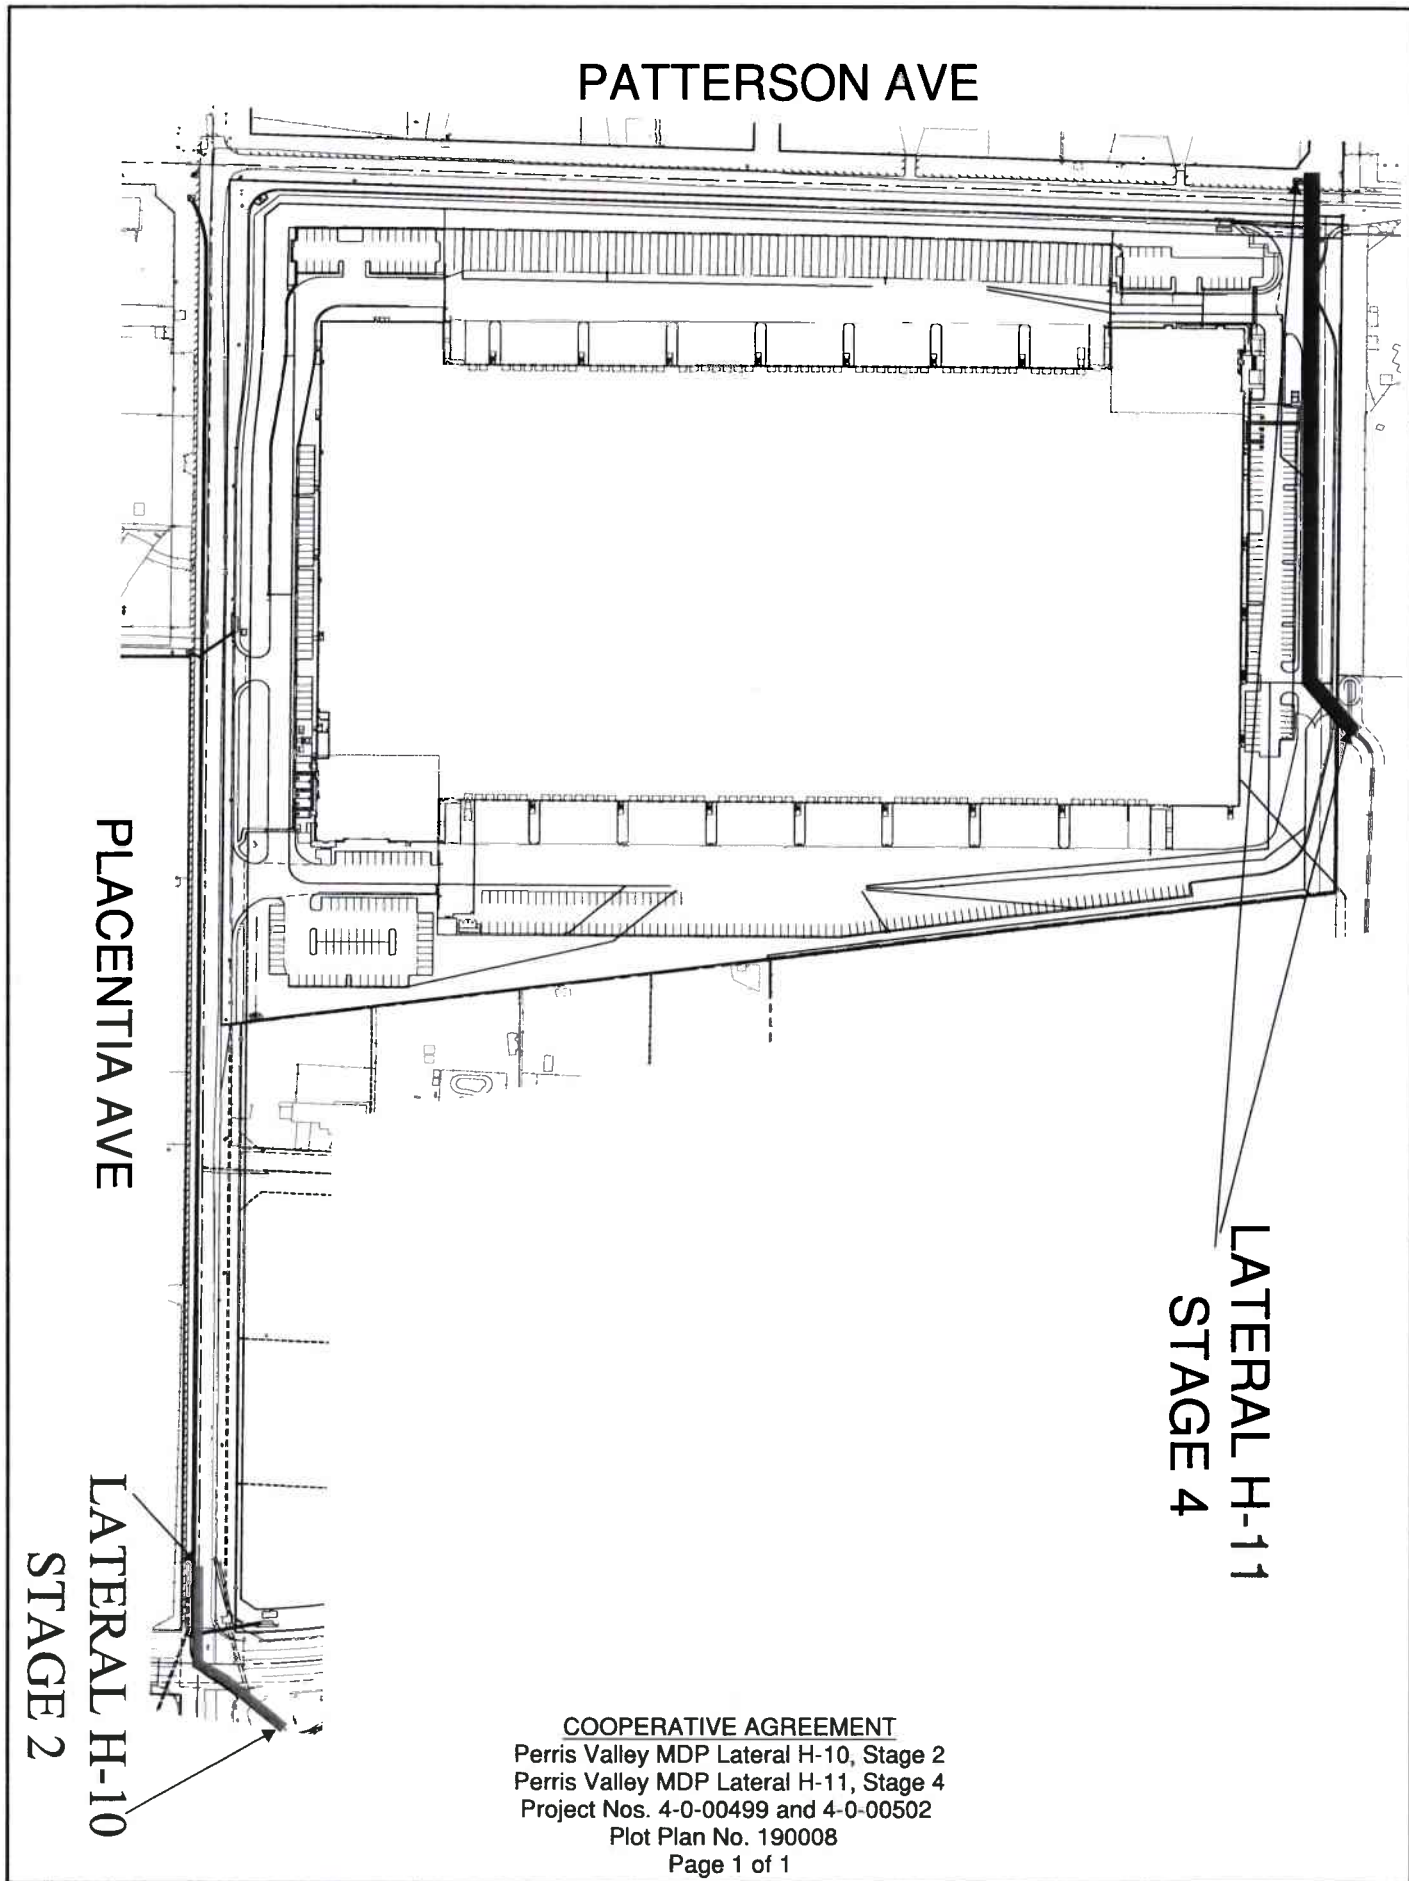 PATTERSON AVE
PLACENTIA AVE
LATERAL H-11
STAGE 4
LATERAL H-10
STAGE 2
COOPERATIVE AGREEMENT
Perris Valley MDP Lateral H-10, Stage 2
Perris Valley MDP Lateral H-11, Stage 4
Project Nos. 4-0-00499 and 4-0-00502
Plot Plan No. 190008
Page 1 of 1